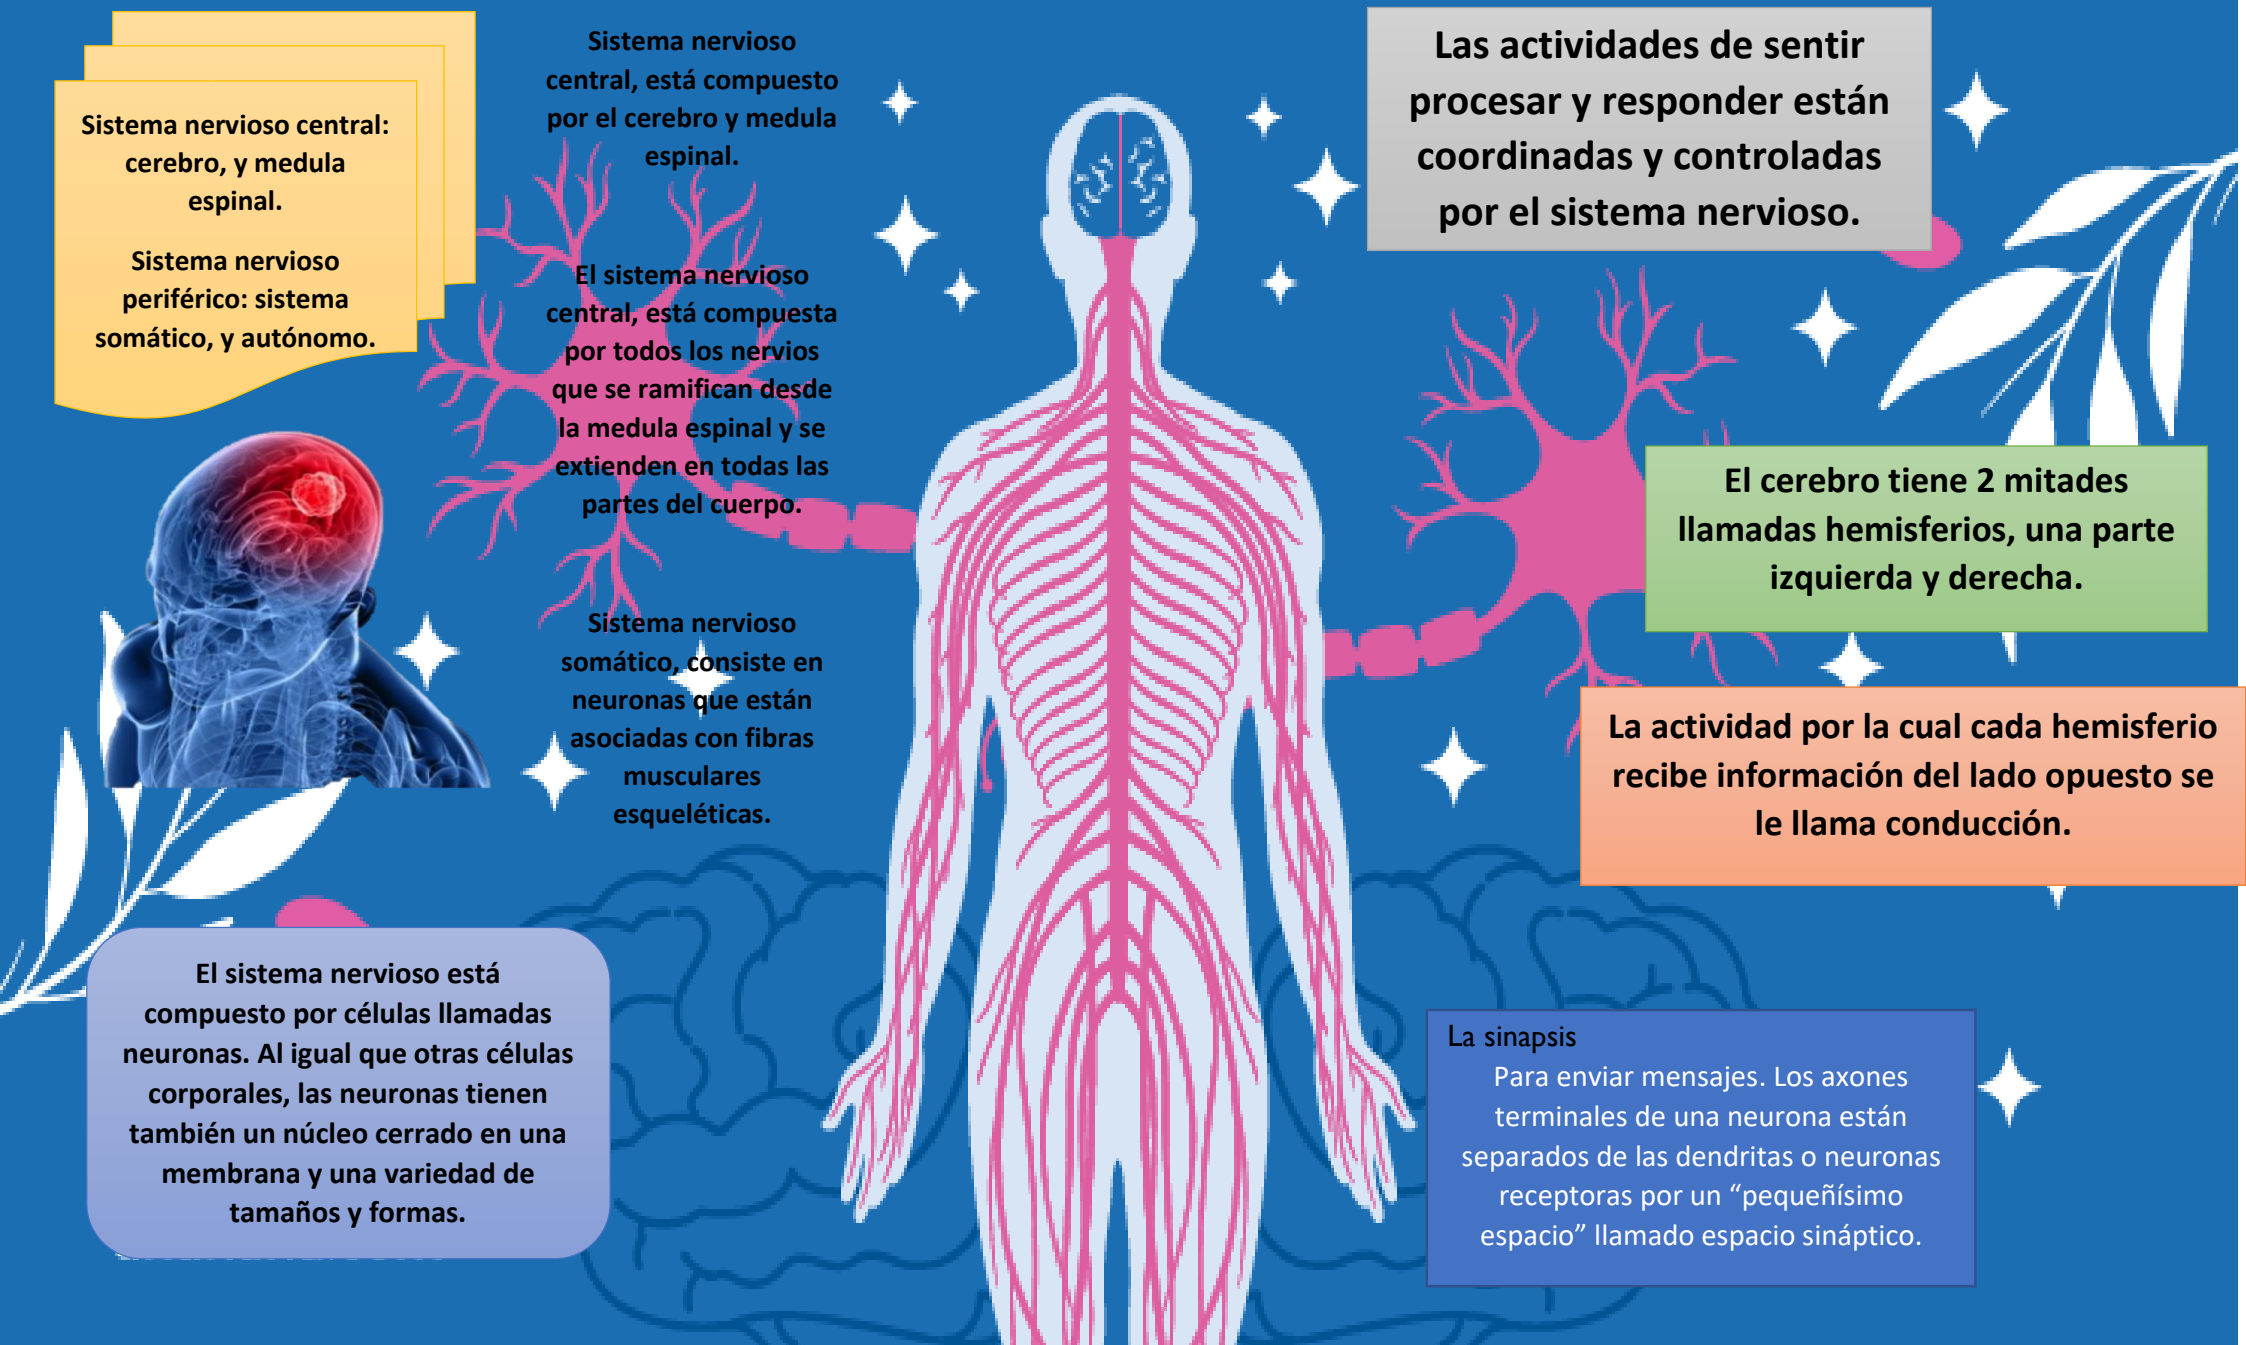 Sistema nervioso central:
cerebro, y medula
espinal.
Sistema nervioso
periférico: sistema
somático, y autónomo.
Sistema nervioso
central, está compuesto
por el cerebro y medula
espinal.
El sistema nervioso
central, está compuesta
por todos los nervios
que se ramifican desde
la medula espinal y se
extienden en todas las
partes del cuerpo.
Sistema nervioso
somático, consiste en
neuronas que están
asociadas con fibras
musculares
esqueléticas.
El sistema nervioso está
compuesto por células llamadas
neuronas. Al igual que otras células
corporales, las neuronas tienen
también un núcleo cerrado en una
membrana y una variedad de
tamaños y formas.
Las actividades de sentir
procesar y responder están
coordinadas y controladas
por el sistema nervioso.
El cerebro tiene 2 mitades
llamadas hemisferios, una parte
izquierda y derecha.
La actividad por la cual cada hemisferio
recibe información del lado opuesto se
le llama conducción.
La sinapsis
Para enviar mensajes. Los axones
terminales de una neurona están
separados de las dendritas o neuronas
receptoras por un “pequeñísimo
espacio” llamado espacio sináptico.